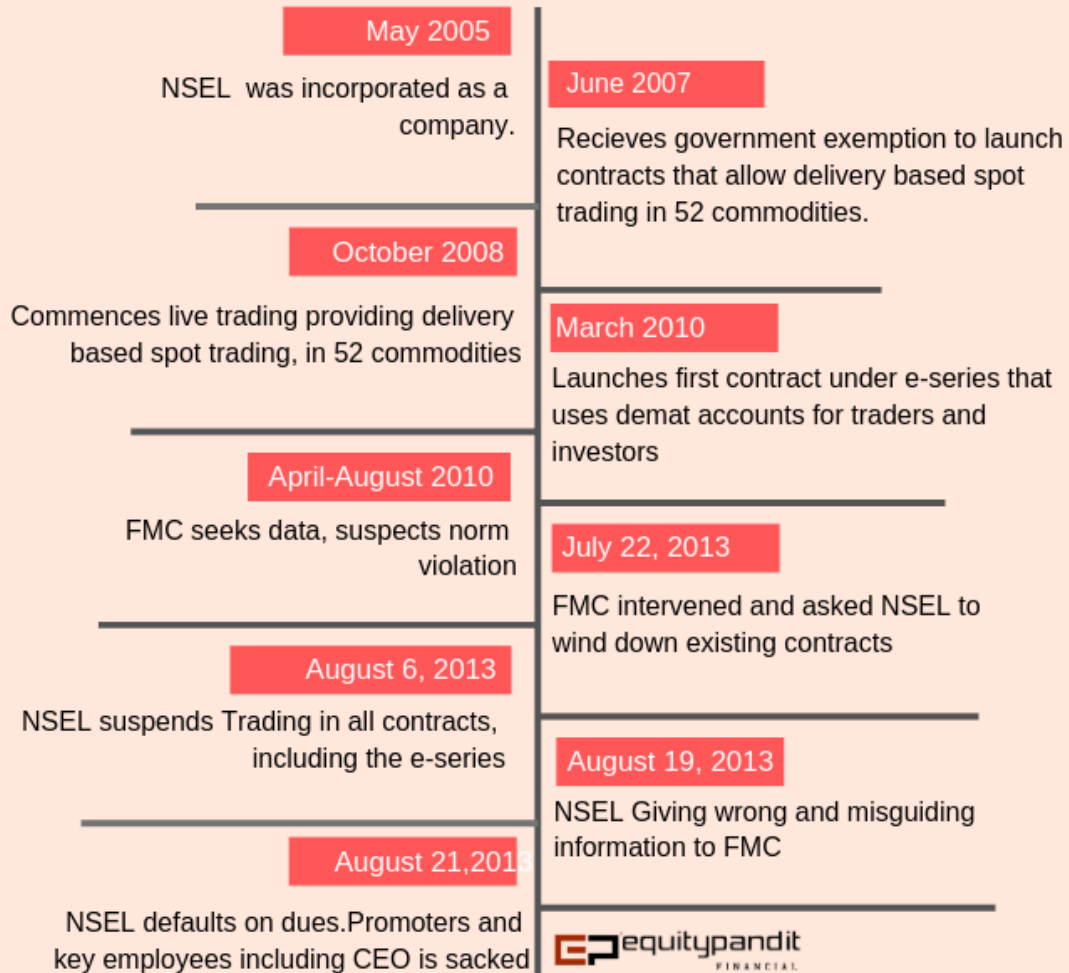 May 2005
NSEL was incorporated as a
company.
June 2007
Recieves government exemption to launch
contracts that allow delivery based spot
trading in 52 commodities.
October 2008
Commences live trading providing delivery
based spot trading, in 52 commodities
March 2010
Launches first contract under e-series that
uses demat accounts for traders and
investors
April-August 2010
FMC seeks data, suspects norm
violation
July 22, 2013
FMC intervened and asked NSEL to
wind down existing contracts
August 6, 2013
NSEL suspends Trading in all contracts,
including the e-series
August 19, 2013
NSEL Giving wrong and misguiding
information to FMC
August 21,2013
NSEL defaults on dues.Promoters and
key employees including CEO is sacked
EP equitypandit
FINANCIAL